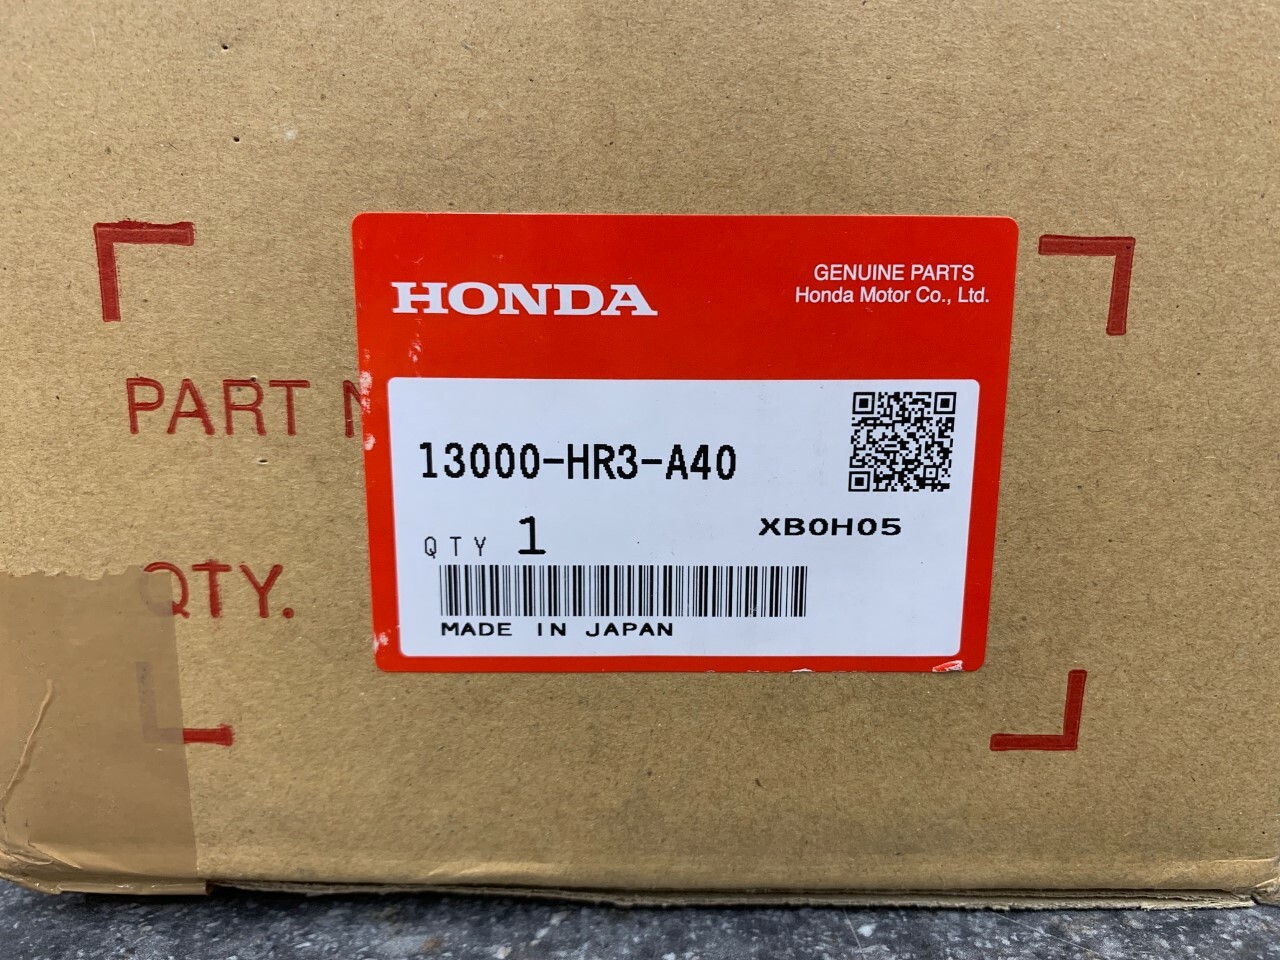 HONDA
GENUINE PARTS
Honda Motor Co., Ltd.
PART
13000-HR3-A40
XB0H05
QTY 1
QTY.
MADE IN JAPAN